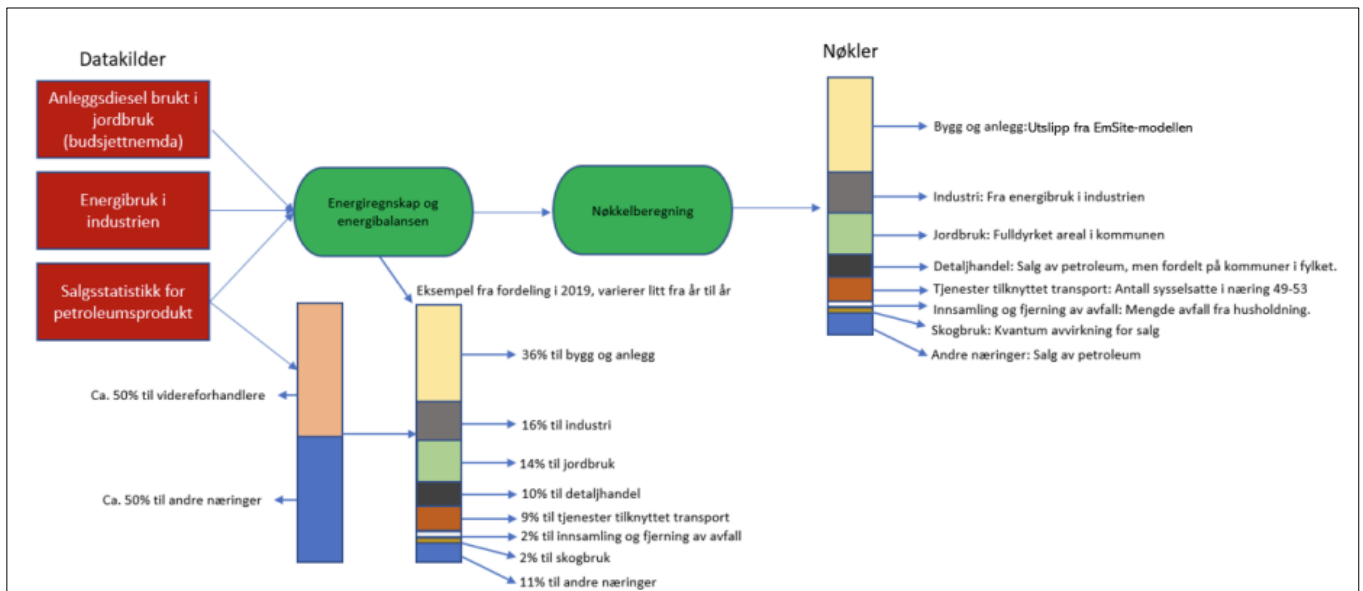 Datakilder
Anleggsdiesel brukt i
jordbruk
(budsjettnemda)
Energibruk i
industrien
Salgsstatistikk for
petroleumsprodukt
Energiregnskap og
energibalansen
Nøkkelberegning
Eksempel fra fordeling i 2019, varierer litt fra år til år
Ca. 50% til videreforhandlere
Ca. 50% til andre næringer
36% til bygg og anlegg
16% til industri
14% til jordbruk
10% til detaljhandel
9% til tjenester tilknyttet transport
2% til innsamling og fjerning av avfall
2% til skogbruk
11% til andre næringer
Nøkler
Bygg og anlegg:Utslipp fra EmSite-modellen
Industri: Fra energibruk i industrien
Jordbruk: Fulldyrket areal i kommunen
Detaljhandel: Salg av petroleum, men fordelt på kommuner i fylket.
Tjenester tilknyttet transport: Antall sysselsatte i næring 49-53
Innsamling og fjerning av avfall: Mengde avfall fra husholdning.
Skogbruk: Kvantum avvirkning for salg
Andre næringer: Salg av petroleum